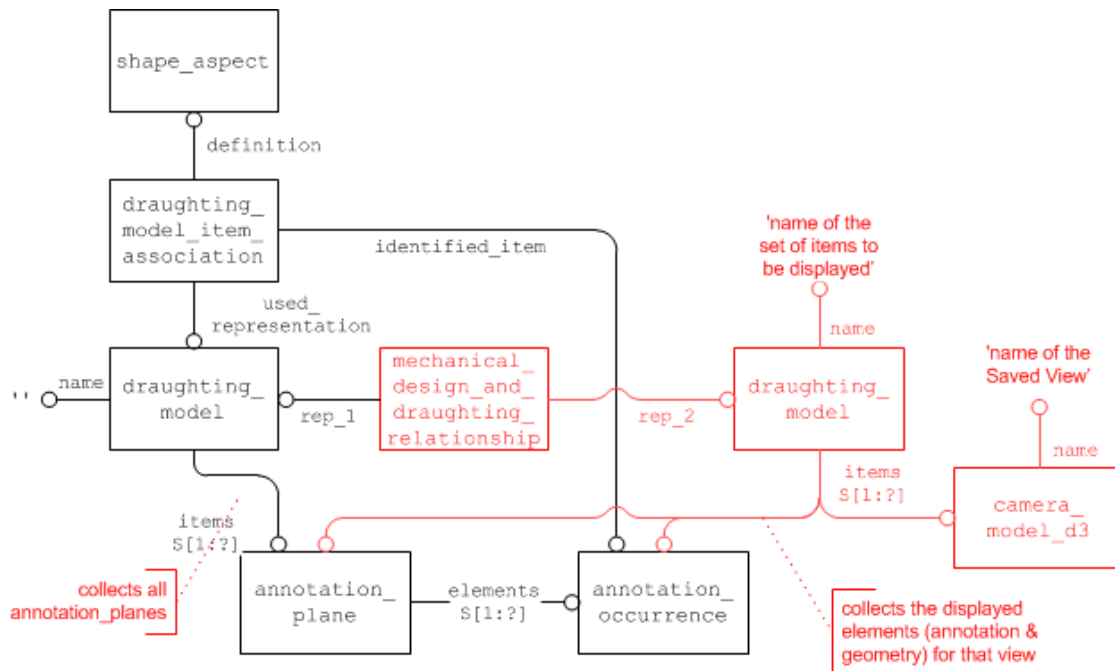 shape_aspect
definition
draughting_
model_item_
association
identified_item
'name of the
set of items to
be displayed'
used_
representation
name
'name of the
Saved View'
' '
name
draughting_
model
rep_1
mechanical_
design_and_
draughting_
relationship
rep_2
draughting_
model
name
items
S[1:?]
camera_
model_d3
items
S[1:?]
collects all
annotation_planes
annotation_
plane
elements
S[1:?]
annotation_
occurrence
collects the displayed
elements (annotation &
geometry) for that view